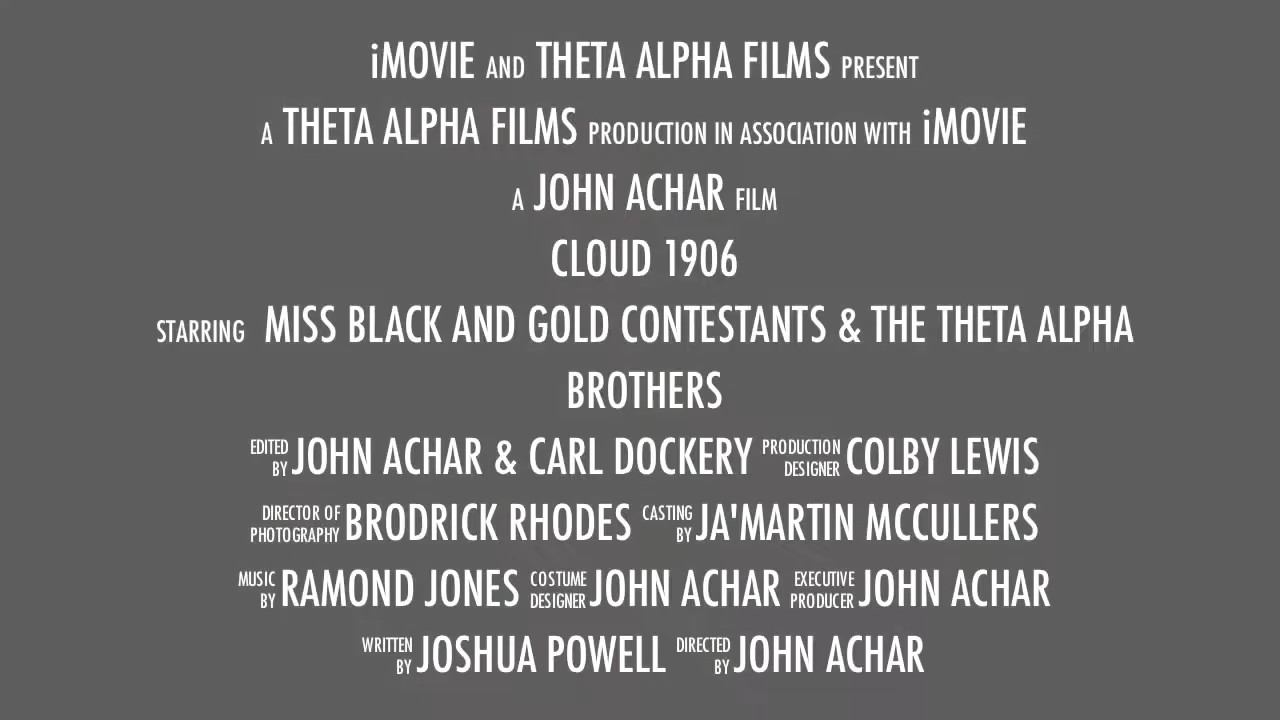 iMOVIE AND THETA ALPHA FILMS PRESENT
A THETA ALPHA FILMS PRODUCTION IN ASSOCIATION WITH iMOVIE
A JOHN ACHAR FILM
CLOUD 1906
STARRING MISS BLACK AND GOLD CONTESTANTS & THE THETA ALPHA
BROTHERS
EDITED BY JOHN ACHAR & CARL DOCKERY PRODUCTION DESIGNER COLBY LEWIS
DIRECTOR OF PHOTOGRAPHY BRODRICK RHODES CASTING BY JA'MARTIN MCCULLERS
MUSIC BY RAMOND JONES COSTUME DESIGNER JOHN ACHAR EXECUTIVE PRODUCER JOHN ACHAR
WRITTEN BY JOSHUA POWELL DIRECTED BY JOHN ACHAR